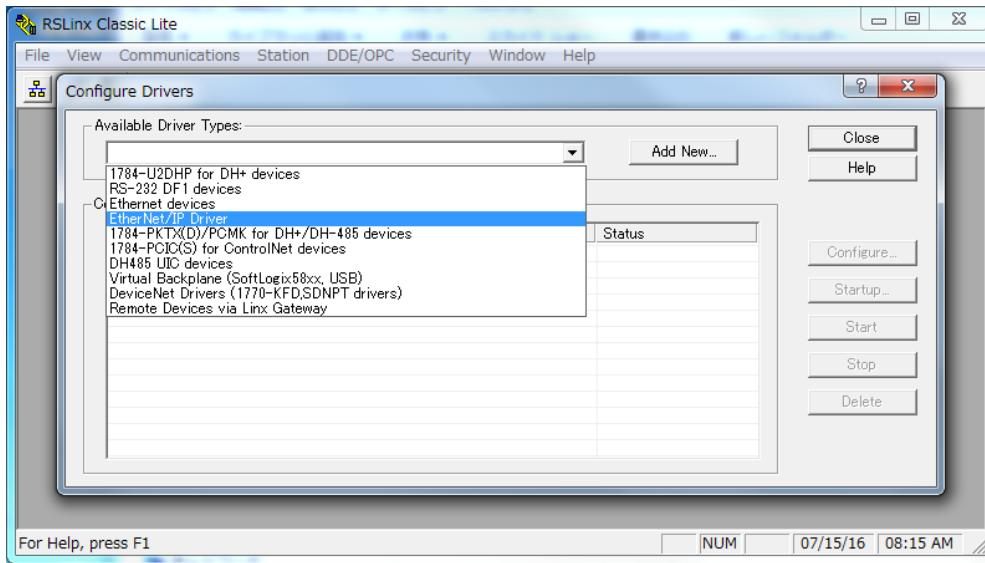 RSLinx Classic Lite
File View Communications Station DDE/OPC Security Window Help
Configure Drivers
Available Driver Types:
Add New...
Close
Help
1784-U2DHP for DH+ devices
RS-232 DF1 devices
Ethernet devices
EtherNet/IP Driver
1784-PKTX(D)/PCMK for DH+/DH-485 devices
1784-PCIC(S) for ControlNet devices
DH485 UIC devices
Virtual Backplane (SoftLogix58xx, USB)
DeviceNet Drivers (1770-KFD,SDNPT drivers)
Remote Devices via Linx Gateway
Status
Configure...
Startup...
Start
Stop
Delete
For Help, press F1
NUM
07/15/16
08:15 AM